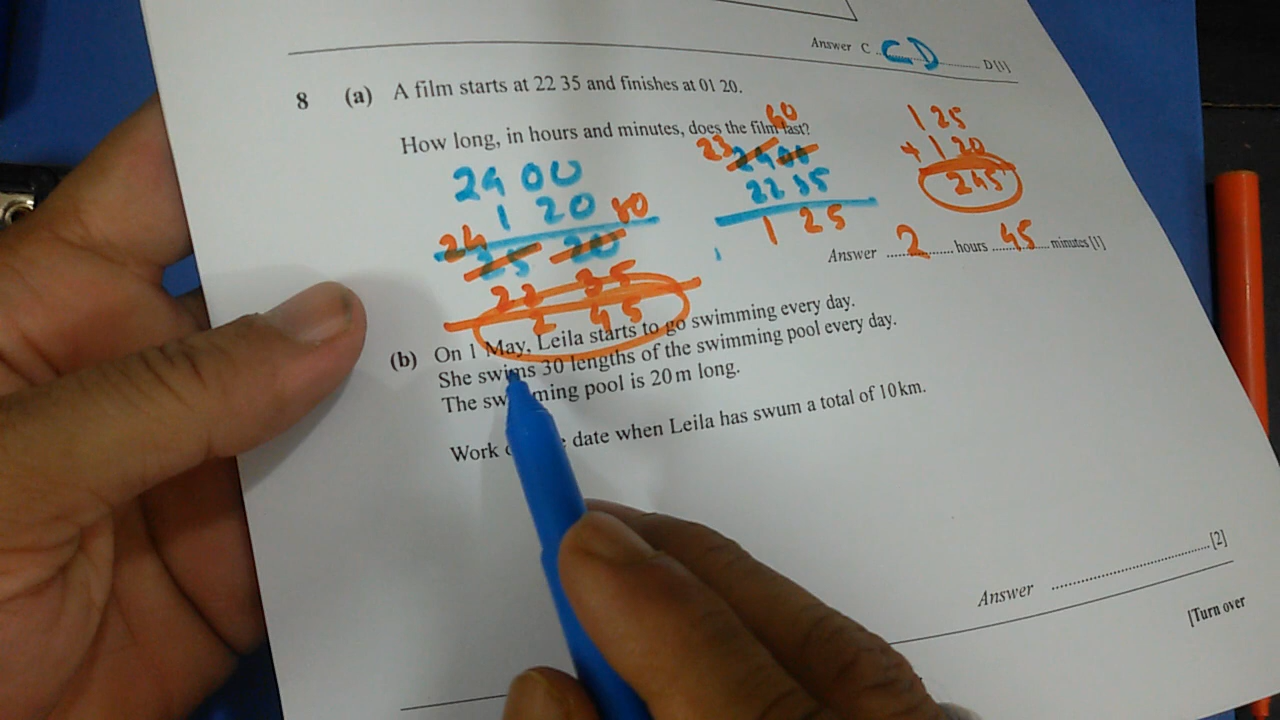 Answer C ..CD.......... D [1]
8 (a) A film starts at 22 35 and finishes at 01 20.
How long, in hours and minutes, does the film last?
24 00
1 20
24 80
25 20
22 35
2 45
23 60
24 00
22 35
1 25
1 25
+ 1 20
2 45
Answer 2 hours 45 minutes [1]
(b) On 1 May, Leila starts to go swimming every day.
She swims 30 lengths of the swimming pool every day.
The swimming pool is 20 m long.
Work date when Leila has swum a total of 10 km.
Answer .............................. [2]
[Turn over